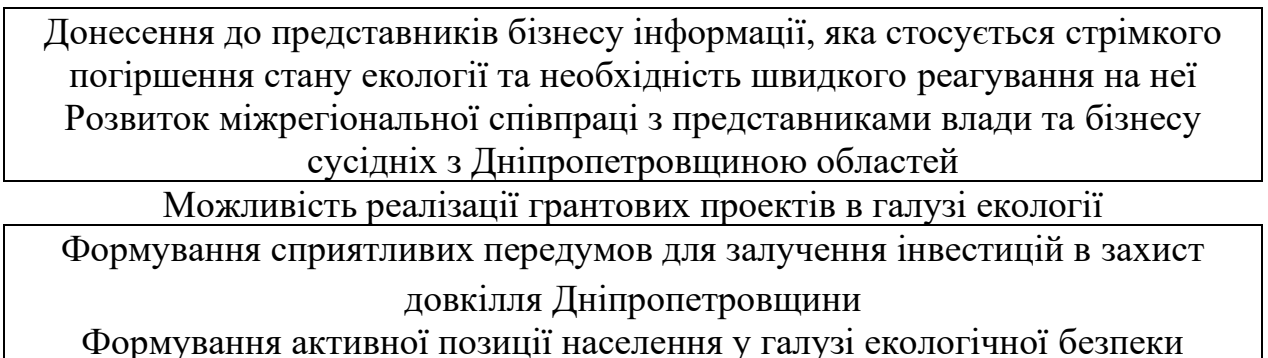 Донесення до представників бізнесу інформації, яка стосується стрімкого
погіршення стану екології та необхідність швидкого реагування на неї
Розвиток міжрегіональної співпраці з представниками влади та бізнесу
сусідніх з Дніпропетровщиною областей
Можливість реалізації грантових проектів в галузі екології
Формування сприятливих передумов для залучення інвестицій в захист
довкілля Дніпропетровщини
Формування активної позиції населення у галузі екологічної безпеки